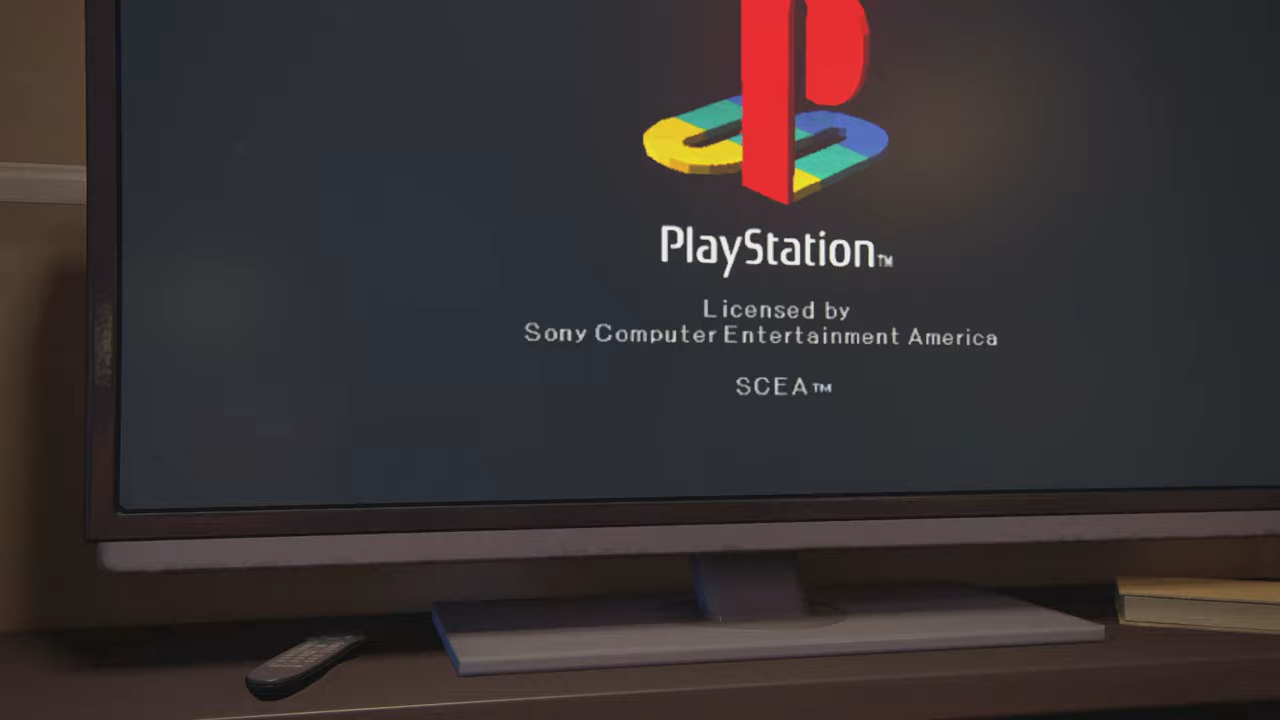 PlayStation™
Licensed by
Sony Computer Entertainment America
SCEA™